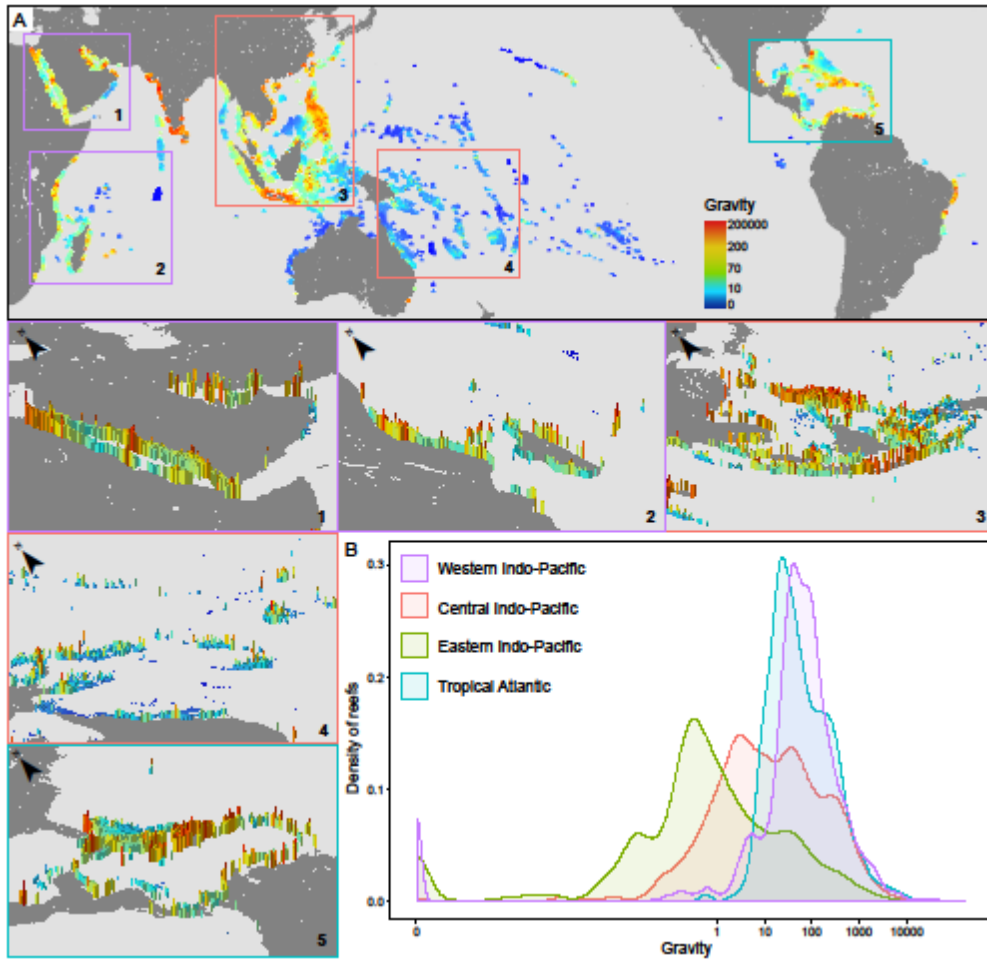 A
1
2
3
4
5
Gravity
200000
200
70
10
0
1
2
3
4
5
B
Western Indo-Pacific
Central Indo-Pacific
Eastern Indo-Pacific
Tropical Atlantic
Density of reefs
0.3
0.2
0.1
0.0
0 1 10 100 1000 10000
Gravity